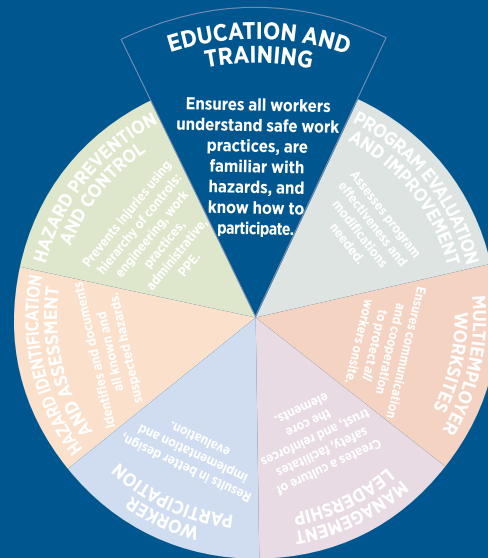 EDUCATION AND
TRAINING
Ensures all workers
understand safe work
practices, are
familiar with
hazards, and
know how to
participate.
PROGRAM EVALUATION
AND IMPROVEMENT
Assesses program
effectiveness and
modifications
needed.
MULTIEMPLOYER
WORKSITES
Ensures communication
and cooperation
to protect all
workers onsite.
MANAGEMENT
LEADERSHIP
Creates a culture of
safety, facilitates
trust, and reinforces
the core
elements.
WORKER
PARTICIPATION
Results in better design,
implementation and
evaluation.
HAZARD IDENTIFICATION
AND ASSESSMENT
Identifies and documents
all known and
suspected hazards.
HAZARD PREVENTION
AND CONTROL
Prevents injuries using
hierarchy of controls:
engineering, work
practices,
administrative,
PPE.